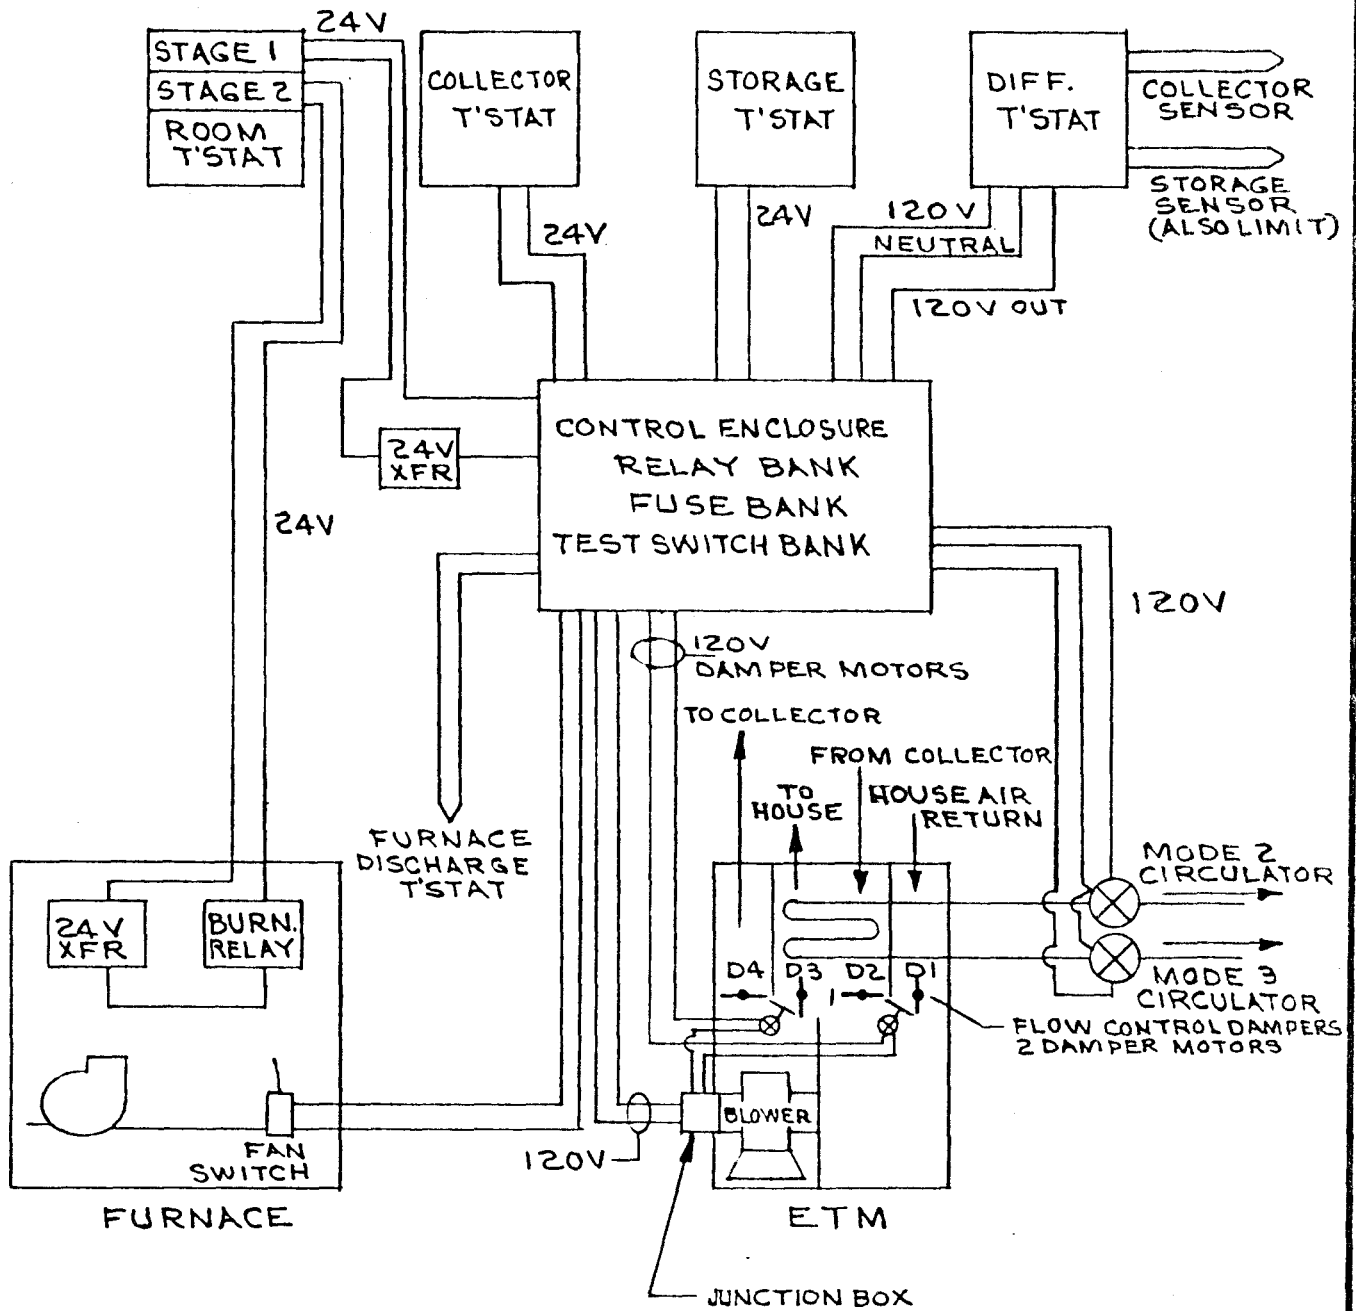 24V
STAGE 1
STAGE 2
ROOM
T'STAT
COLLECTOR
T'STAT
STORAGE
T'STAT
DIFF.
T'STAT
COLLECTOR
SENSOR
STORAGE
SENSOR
(ALSO LIMIT)
24V
24V
120V
NEUTRAL
120V OUT
24V
XFR
CONTROL ENCLOSURE
RELAY BANK
FUSE BANK
TEST SWITCH BANK
24V
120V
120V
DAMPER MOTORS
TO COLLECTOR
FROM COLLECTOR
TO
HOUSE
HOUSE AIR
RETURN
FURNACE
DISCHARGE
T'STAT
MODE 2
CIRCULATOR
24V
XFR
BURN.
RELAY
D4 D3 D2 D1
MODE 3
CIRCULATOR
FLOW CONTROL DAMPERS
2 DAMPER MOTORS
BLOWER
FAN
SWITCH
120V
FURNACE
ETM
JUNCTION BOX